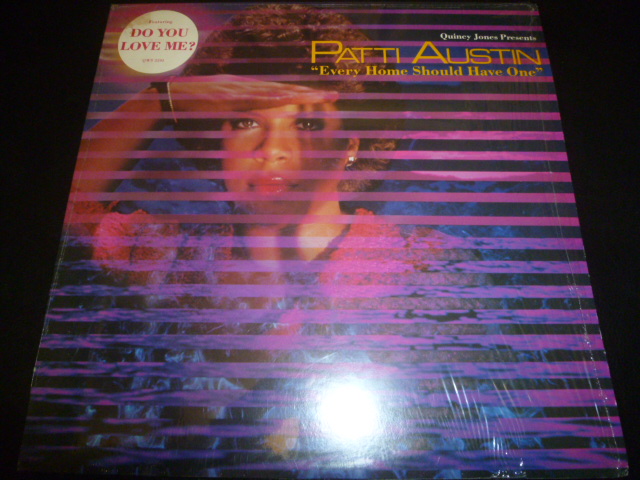 Featuring
DO YOU
LOVE ME?
Quincy Jones Presents
PATTI AUSTIN
"Every Home Should Have One"